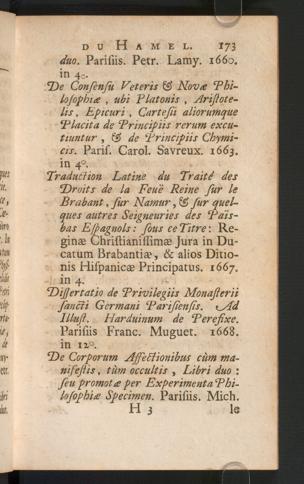 DU HAMEL. 173
duo. Parisiis. Petr. Lamy. 1660.
in 4o.
De Consensu Veteris & Novæ Phi-
losophiæ, ubi Platonis, Aristote-
lis, Epicuri, Cartesii aliorumque
Placita de Principiis rerum excu-
tiuntur, & de Principiis Chymi-
cis. Paris. Carol. Savreux. 1663.
in 4o.
Traduction Latine du Traité des
Droits de la Feuë Reine sur le
Brabant, sur Namur, & sur quel-
ques autres Seigneuries des Païs-
bas Espagnols: sous ce Titre: Re-
ginæ Christianissimæ Jura in Du-
catum Brabantiæ, & alios Ditio-
nis Hispanicæ Principatus. 1667.
in 4.
Dissertatio de Privilegiis Monasterii
sancti Germani Parisiensis. Ad
Illust. Harduinum de Perefixe.
Parisiis Franc. Muguet. 1668.
in 12o.
De Corporum Affectionibus cùm ma-
nifestis, tùm occultis, Libri duo:
seu promotæ per Experimenta Phi-
losophiæ Specimen. Parisiis. Mich.
H 3 le